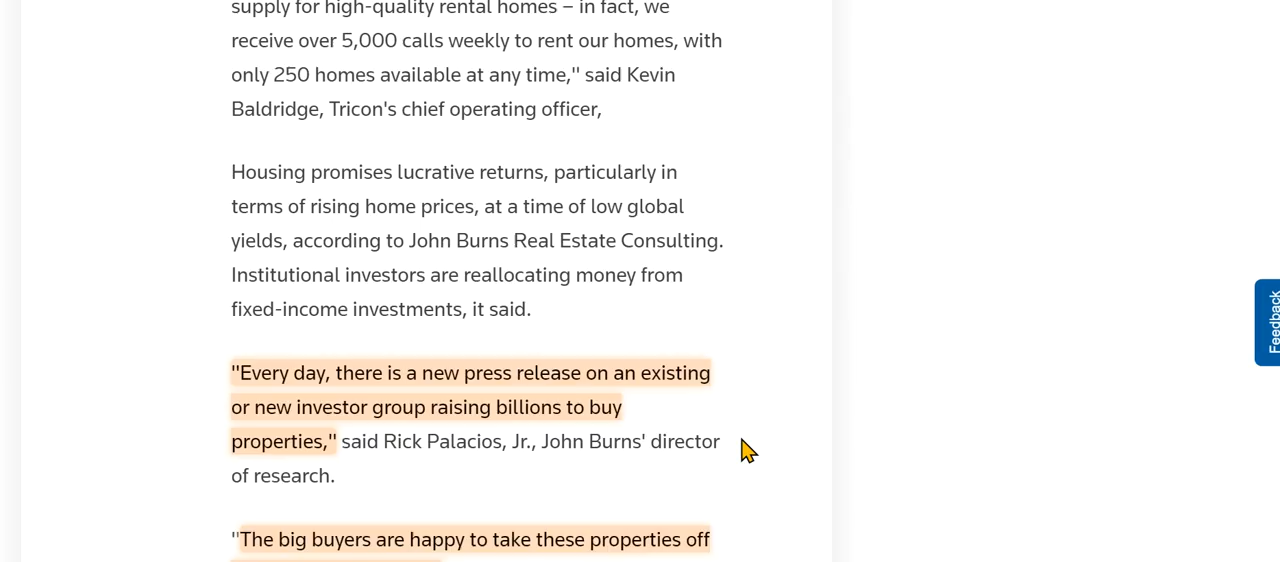 supply for high-quality rental homes – in fact, we
receive over 5,000 calls weekly to rent our homes, with
only 250 homes available at any time," said Kevin
Baldridge, Tricon's chief operating officer,
Housing promises lucrative returns, particularly in
terms of rising home prices, at a time of low global
yields, according to John Burns Real Estate Consulting.
Institutional investors are reallocating money from
fixed-income investments, it said.
"Every day, there is a new press release on an existing
or new investor group raising billions to buy
properties," said Rick Palacios, Jr., John Burns' director
of research.
"The big buyers are happy to take these properties off
Feedback